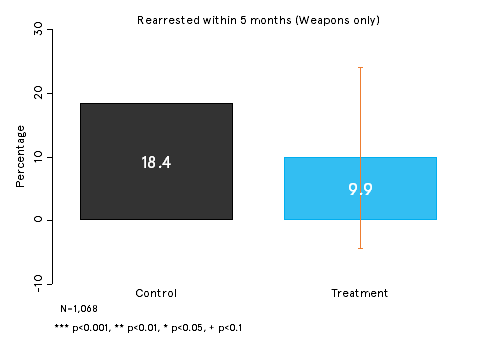 Rearrested within 5 months (Weapons only)
30
20
10
0
-10
Percentage
18.4
9.9
Control
Treatment
N-1,068
*** p<0.001, ** p<0.01, * p<0.05, + p<0.1